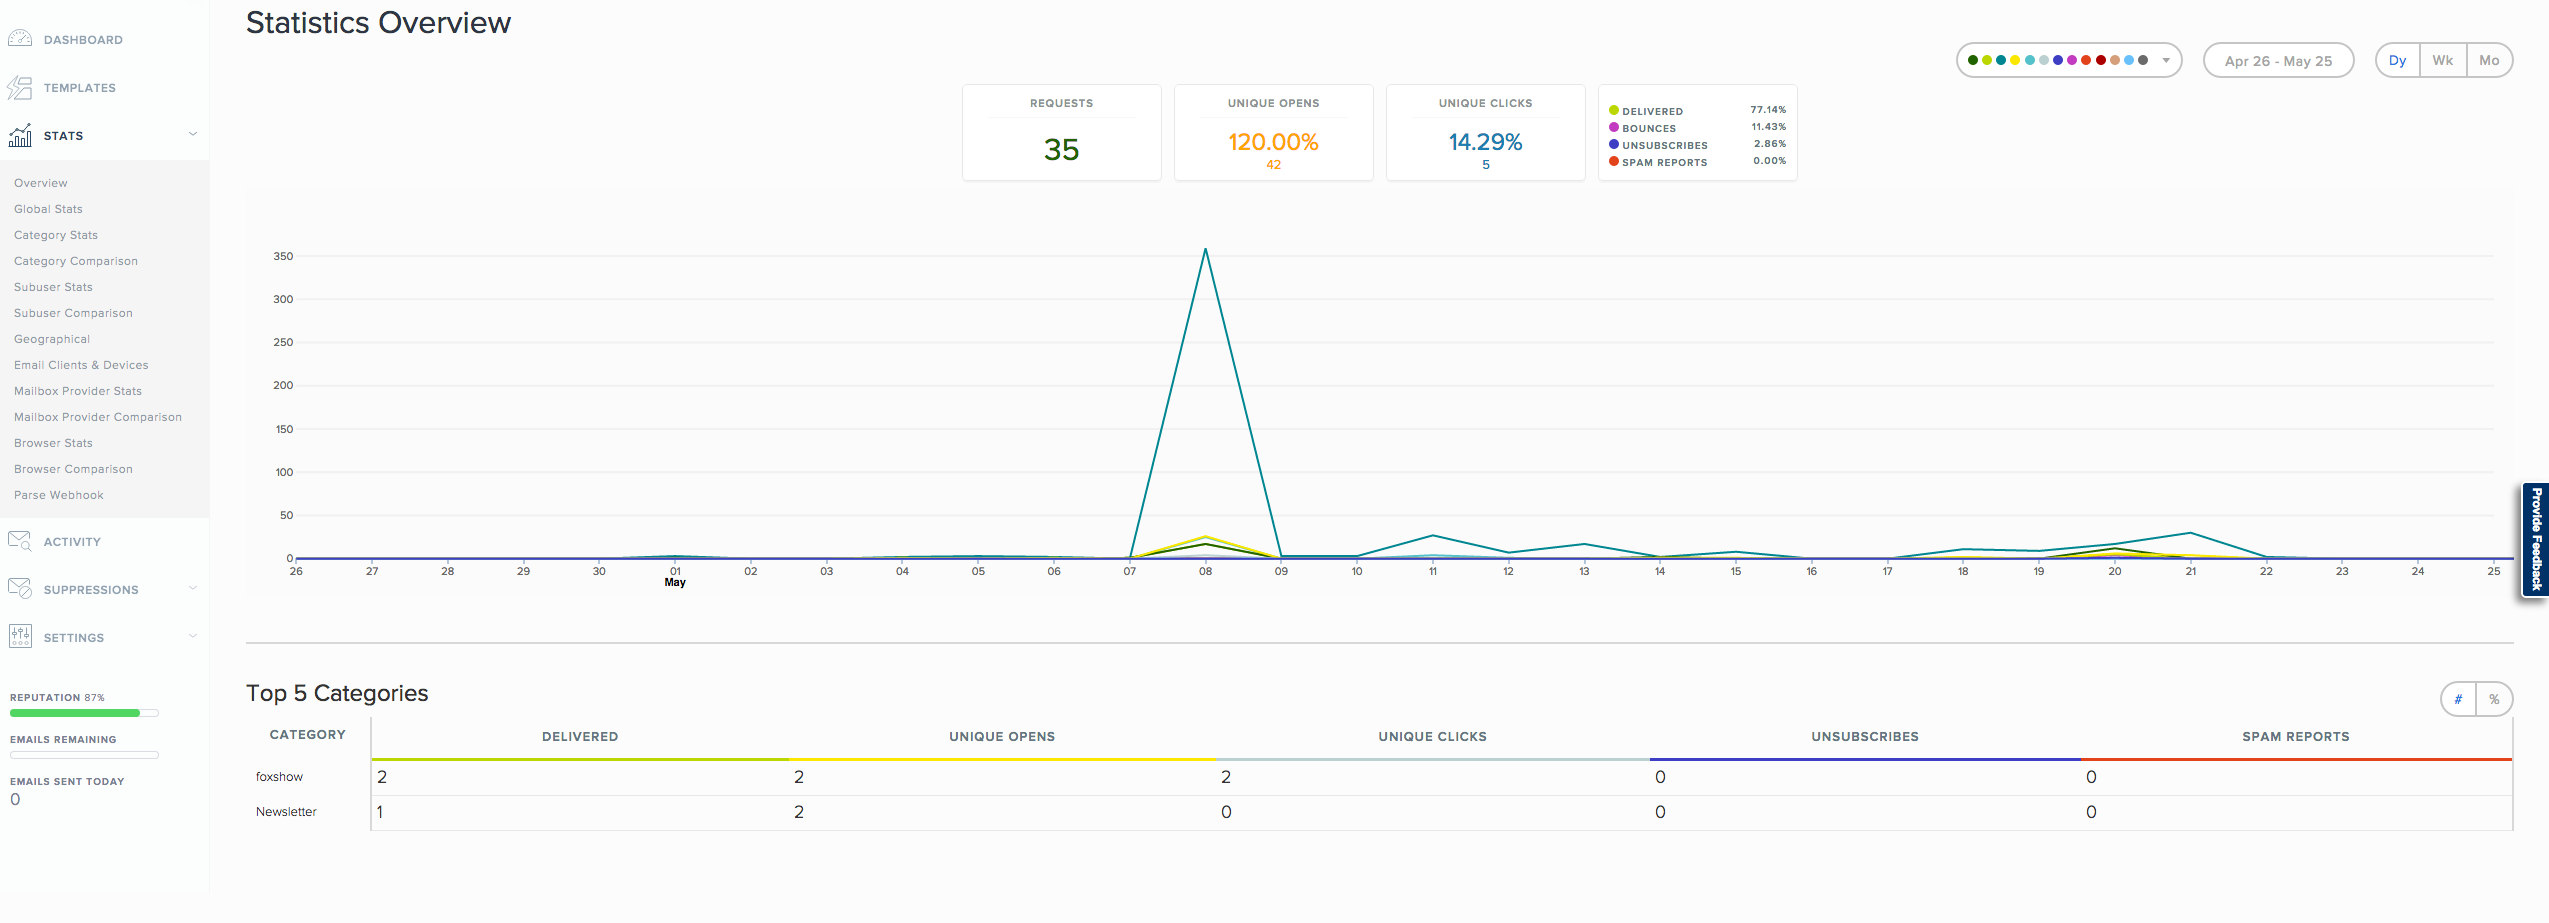 Statistics Overview
DASHBOARD
TEMPLATES
STATS
Overview
Global Stats
Category Stats
Category Comparison
Subuser Stats
Subuser Comparison
Geographical
Email Clients & Devices
Mailbox Provider Stats
Mailbox Provider Comparison
Browser Stats
Browser Comparison
Parse Webhook
ACTIVITY
SUPPRESSIONS
SETTINGS
REPUTATION 87%
EMAILS REMAINING
EMAILS SENT TODAY
0
Apr 26 - May 25
Dy Wk Mo
REQUESTS
35
UNIQUE OPENS
120.00%
42
UNIQUE CLICKS
14.29%
5
DELIVERED 77.14%
BOUNCES 11.43%
UNSUBSCRIBES 2.86%
SPAM REPORTS 0.00%
350
300
250
200
150
100
50
0
26 27 28 29 30 01 02 03 04 05 06 07 08 09 10 11 12 13 14 15 16 17 18 19 20 21 22 23 24 25
May
Provide Feedback
Top 5 Categories
# %
CATEGORY DELIVERED UNIQUE OPENS UNIQUE CLICKS UNSUBSCRIBES SPAM REPORTS
foxshow 2 2 2 0 0
Newsletter 1 2 0 0 0